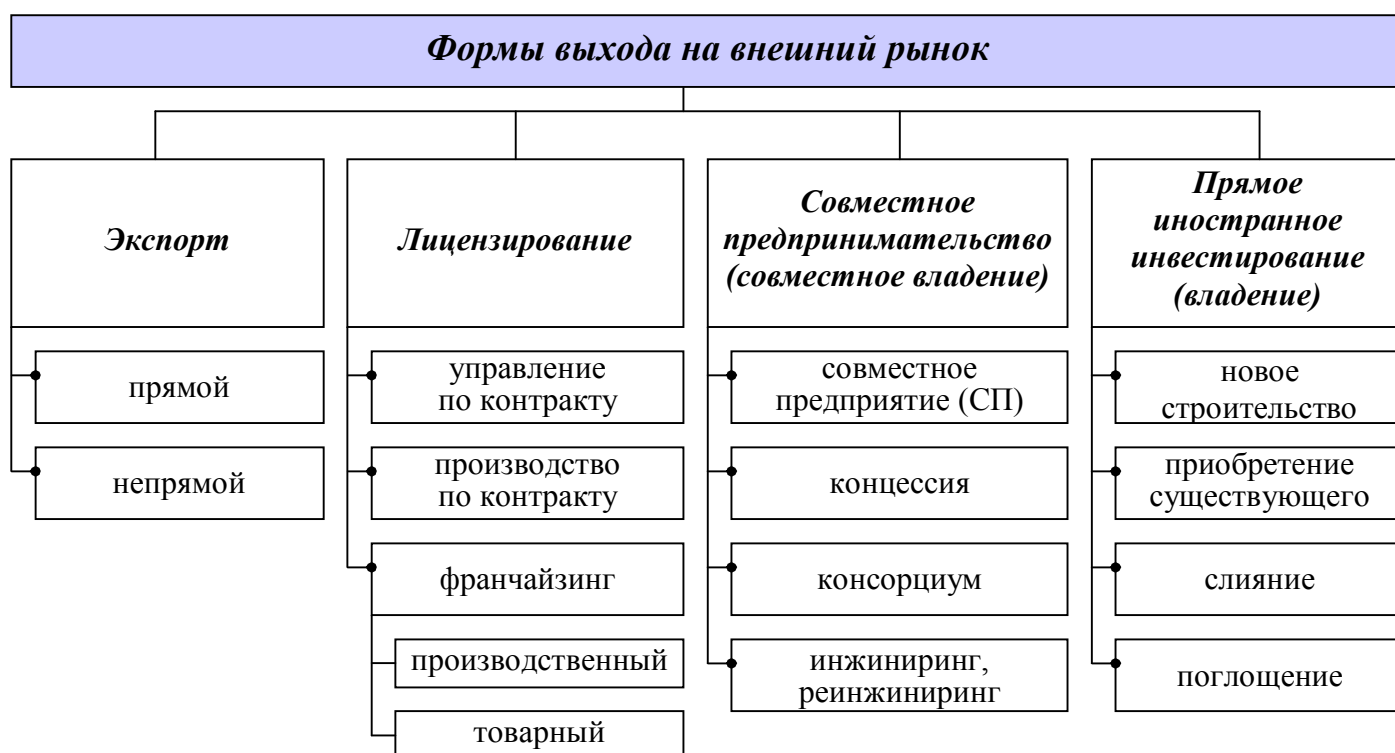 Формы выхода на внешний рынок
Экспорт
прямой
непрямой
Лицензирование
управление
по контракту
производство
по контракту
франчайзинг
производственный
товарный
Совместное
предпринимательство
(совместное владение)
совместное
предприятие (СП)
концессия
консорциум
инжиниринг,
реинжиниринг
Прямое
иностранное
инвестирование
(владение)
новое
строительство
приобретение
существующего
слияние
поглощение